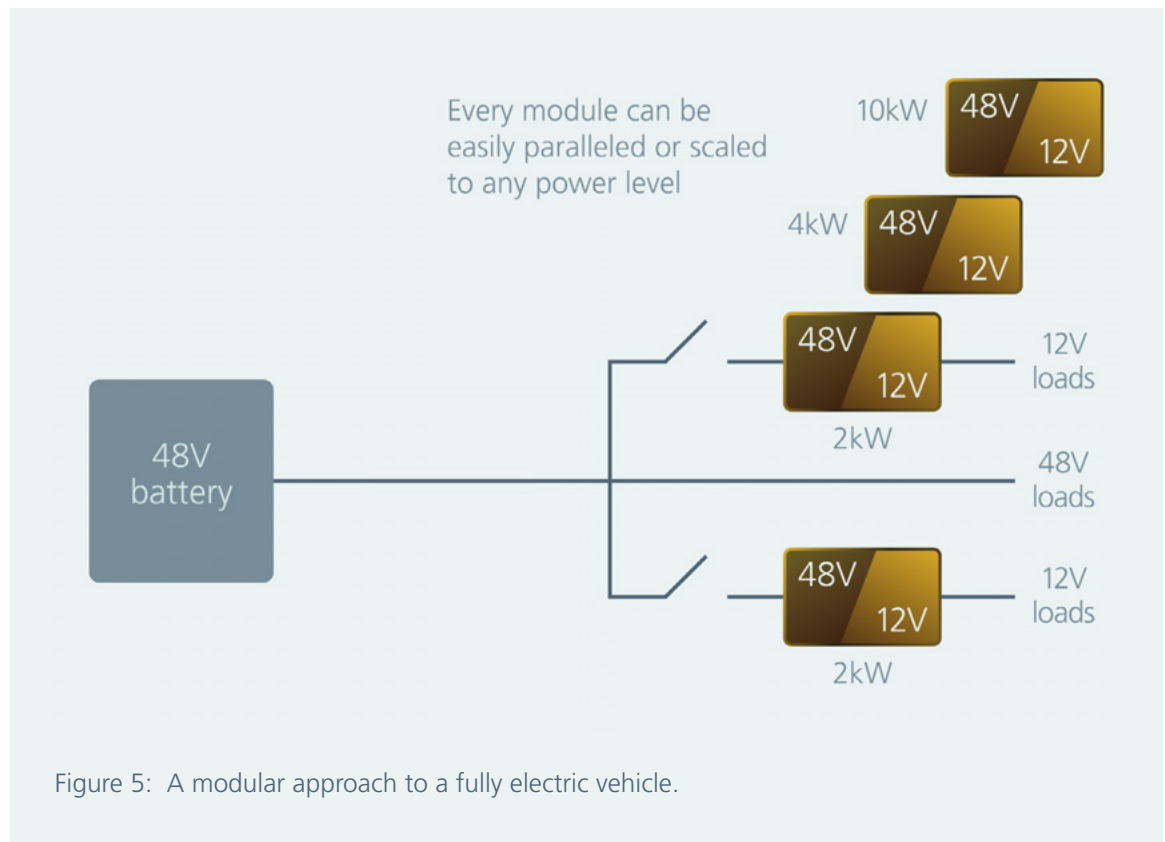 Every module can be
easily paralleled or scaled
to any power level
10kW
48V
12V
4kW
48V
12V
48V
12V
2kW
12V
loads
48V
battery
48V
loads
48V
12V
2kW
12V
loads
Figure 5: A modular approach to a fully electric vehicle.